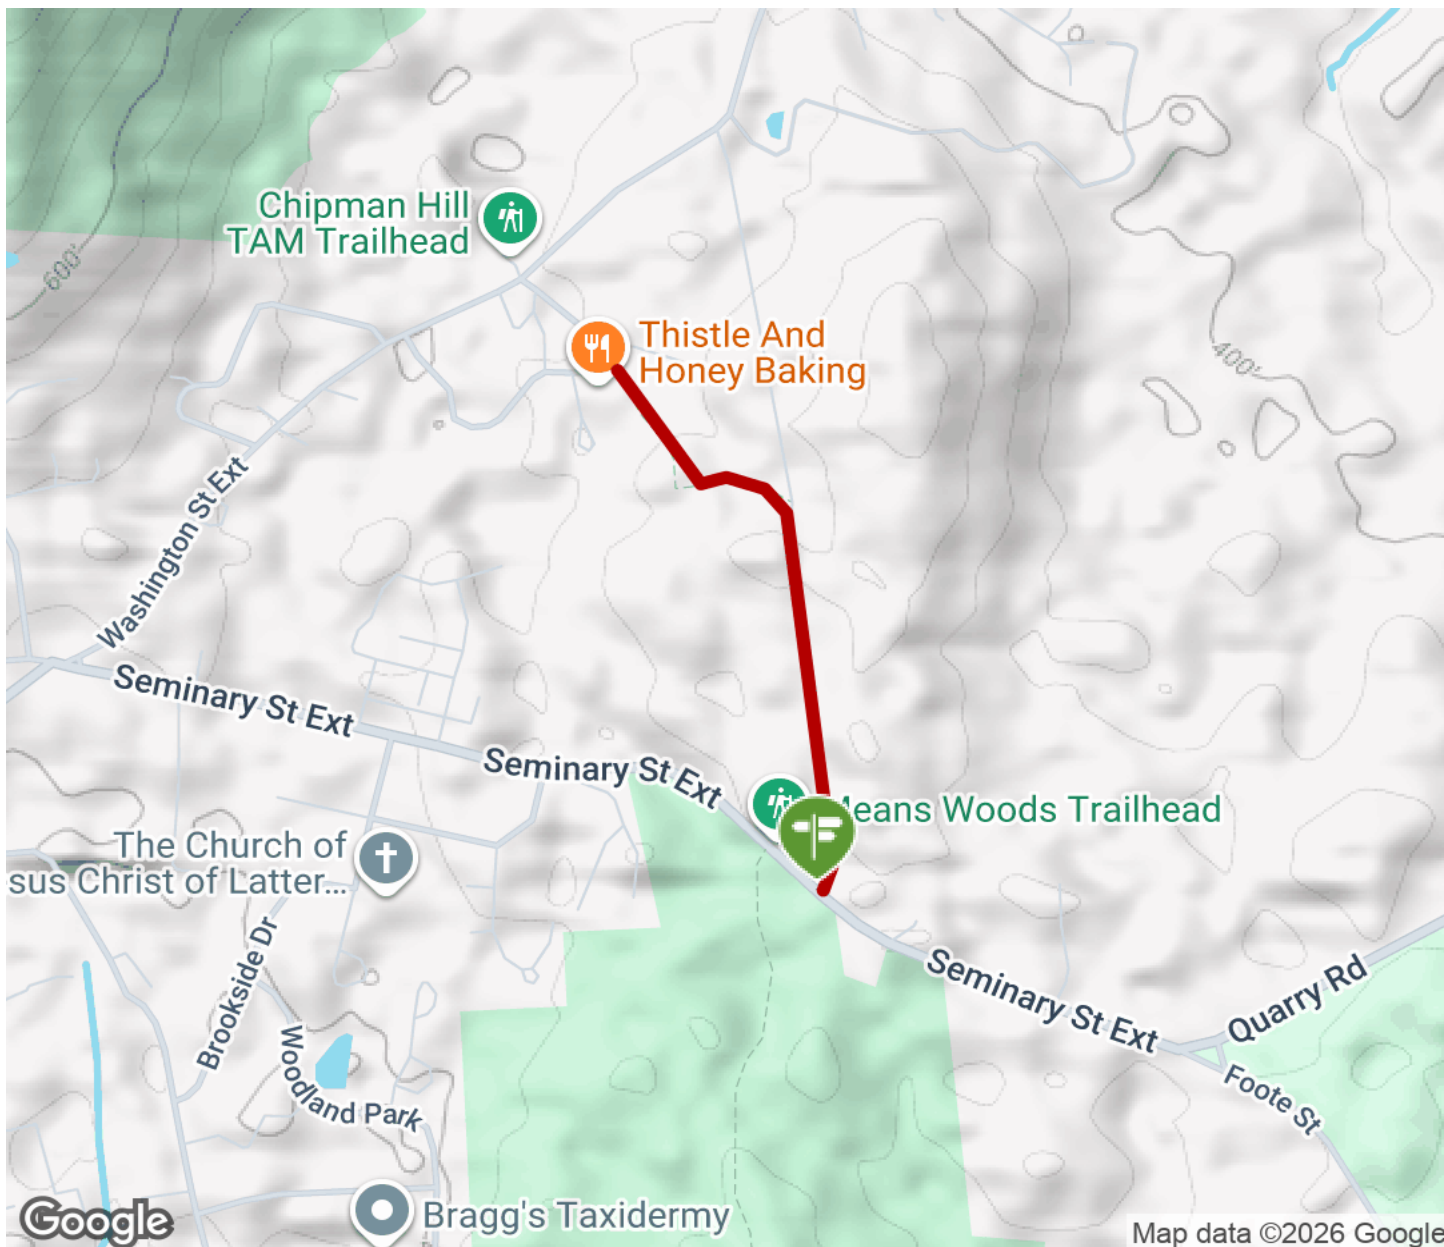 Chipman Hill
TAM Trailhead
600'
Thistle And
Honey Baking
400'
Washington St Ext
Seminary St Ext
Seminary St Ext
Means Woods Trailhead
The Church of
sus Christ of Latter...
Seminary St Ext
Quarry Rd
Brookside Dr
Woodland Park
Foote St
Bragg's Taxidermy
Google
Map data ©2026 Google